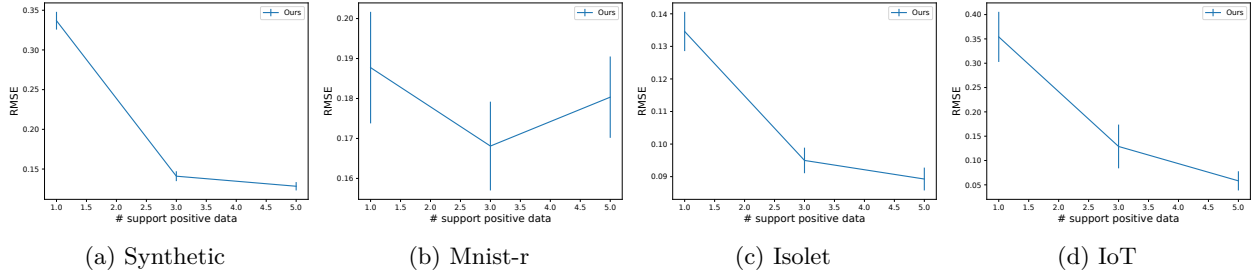 Ours
RMSE
0.35
0.30
0.25
0.20
0.15
1.0 1.5 2.0 2.5 3.0 3.5 4.0 4.5 5.0
# support positive data
(a) Synthetic
Ours
RMSE
0.20
0.19
0.18
0.17
0.16
1.0 1.5 2.0 2.5 3.0 3.5 4.0 4.5 5.0
# support positive data
(b) Mnist-r
Ours
RMSE
0.14
0.13
0.12
0.11
0.10
0.09
1.0 1.5 2.0 2.5 3.0 3.5 4.0 4.5 5.0
# support positive data
(c) Isolet
Ours
RMSE
0.40
0.35
0.30
0.25
0.20
0.15
0.10
0.05
1.0 1.5 2.0 2.5 3.0 3.5 4.0 4.5 5.0
# support positive data
(d) IoT